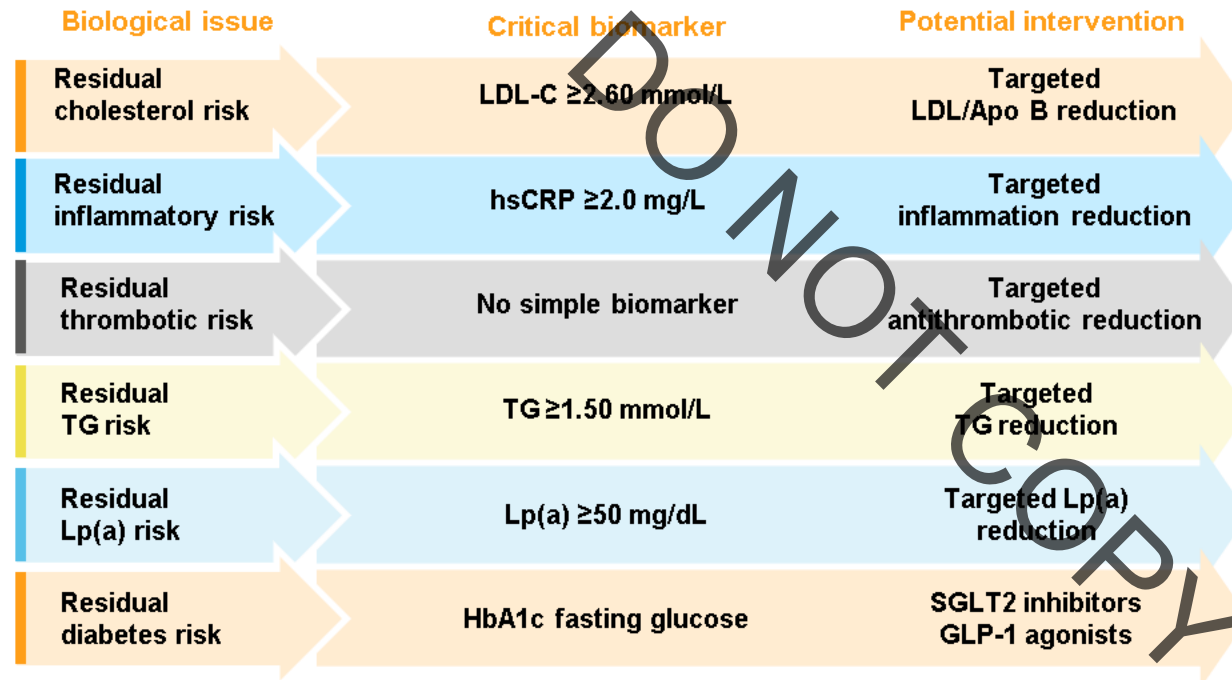 Biological issue
Critical biomarker
Potential intervention
Residual
cholesterol risk
LDL-C ≥2.60 mmol/L
Targeted
LDL/Apo B reduction
Residual
inflammatory risk
hsCRP ≥2.0 mg/L
Targeted
inflammation reduction
Residual
thrombotic risk
No simple biomarker
Targeted
antithrombotic reduction
Residual
TG risk
TG ≥1.50 mmol/L
Targeted
TG reduction
Residual
Lp(a) risk
Lp(a) ≥50 mg/dL
Targeted Lp(a)
reduction
Residual
diabetes risk
HbA1c fasting glucose
SGLT2 inhibitors
GLP-1 agonists
DO NOT COPY